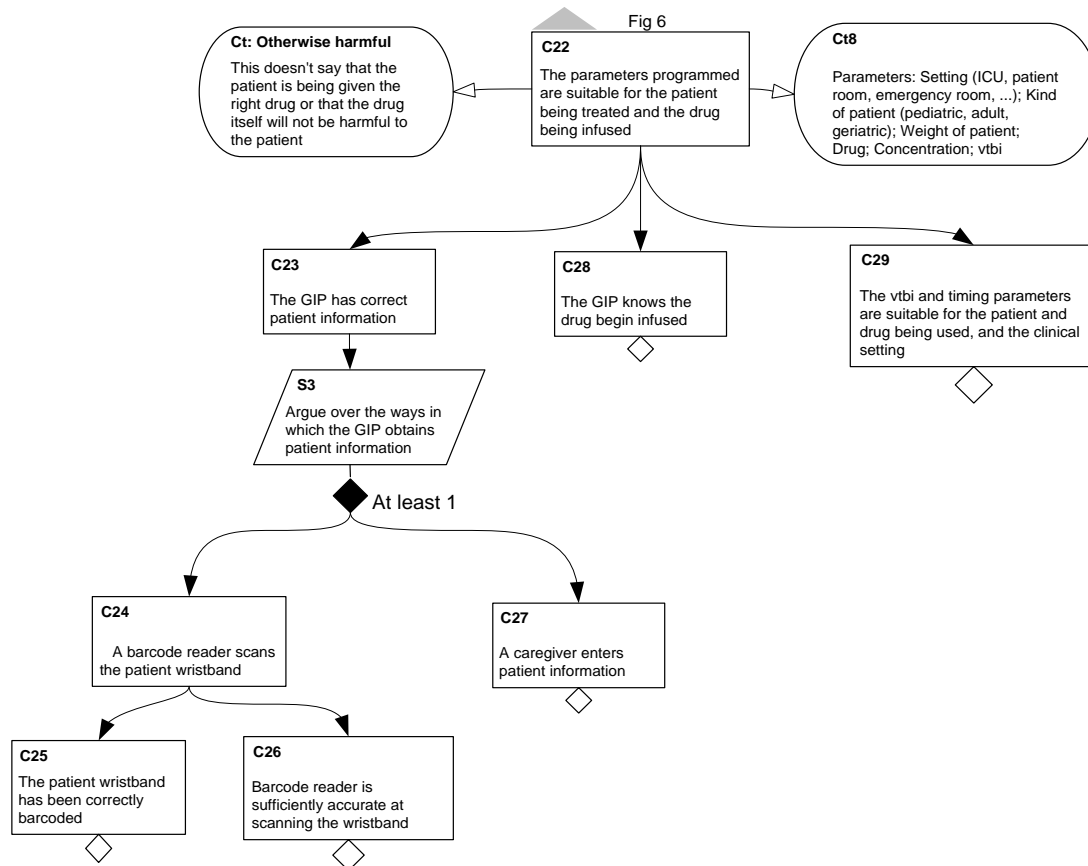 Fig 6
Ct: Otherwise harmful
This doesn't say that the
patient is being given the
right drug or that the drug
itself will not be harmful to
the patient
C22
The parameters programmed
are suitable for the patient
being treated and the drug
being infused
Ct8
Parameters: Setting (ICU, patient
room, emergency room, ...); Kind
of patient (pediatric, adult,
geriatric); Weight of patient;
Drug; Concentration; vtbi
C23
The GIP has correct
patient information
C28
The GIP knows the
drug begin infused
C29
The vtbi and timing parameters
are suitable for the patient and
drug being used, and the clinical
setting
S3
Argue over the ways in
which the GIP obtains
patient information
At least 1
C24
A barcode reader scans
the patient wristband
C27
A caregiver enters
patient information
C25
The patient wristband
has been correctly
barcoded
C26
Barcode reader is
sufficiently accurate at
scanning the wristband